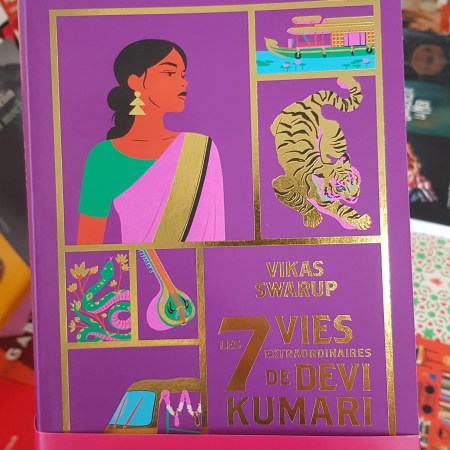 VIKAS
SWARUP
LES 7 VIES
EXTRAORDINAIRES
DE DEVI
KUMARI